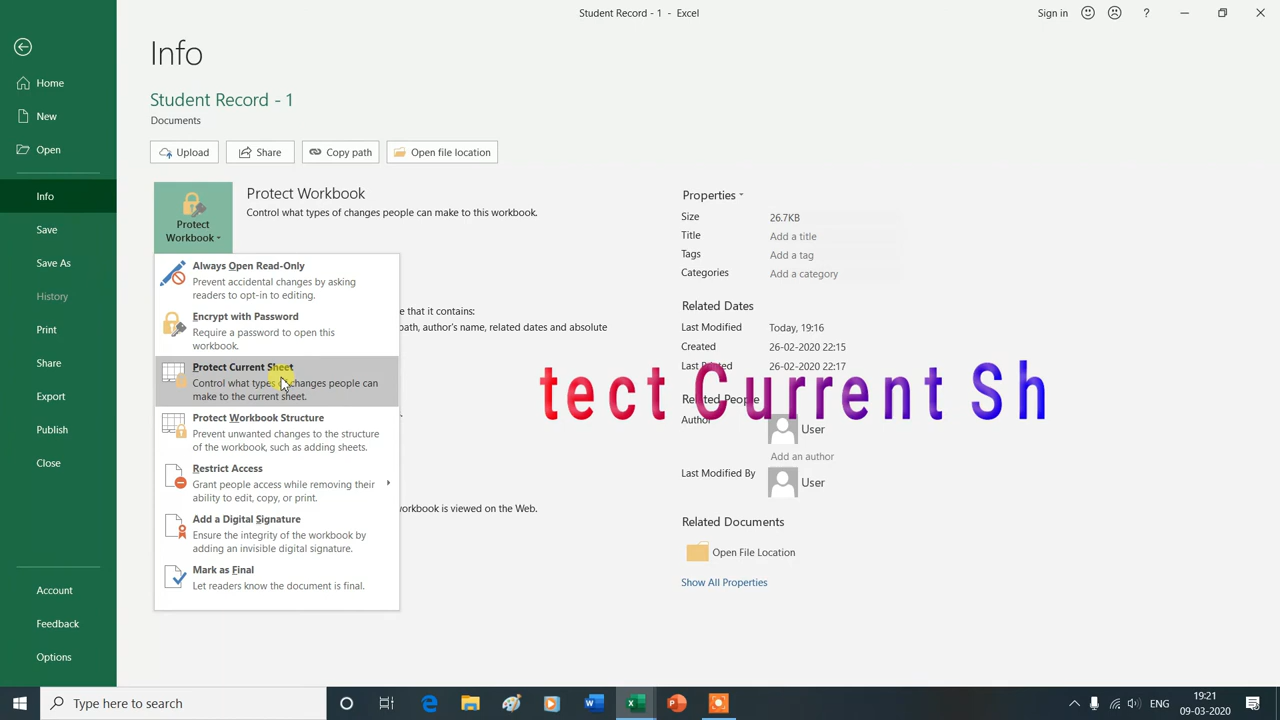 Student Record - 1 - Excel
Sign in
?
Info
Student Record - 1
Documents
Home
New
Open
Info
Save
Save As
History
Print
Share
Export
Publish
Close
Account
Feedback
Options
Upload
Share
Copy path
Open file location
Protect
Workbook
Protect Workbook
Control what types of changes people can make to this workbook.
Always Open Read-Only
Prevent accidental changes by asking
readers to opt-in to editing.
Encrypt with Password
Require a password to open this
workbook.
Protect Current Sheet
Control what types changes people can
make to the current sheet.
Protect Workbook Structure
Prevent unwanted changes to the structure
of the workbook, such as adding sheets.
Restrict Access
Grant people access while removing their
ability to edit, copy, or print.
Add a Digital Signature
Ensure the integrity of the workbook by
adding an invisible digital signature.
Mark as Final
Let readers know the document is final.
e that it contains:
path, author's name, related dates and absolute
workbook is viewed on the Web.
Properties
Size 26.7KB
Title Add a title
Tags Add a tag
Categories Add a category
Related Dates
Last Modified Today, 19:16
Created 26-02-2020 22:15
Last Printed 26-02-2020 22:17
tect Current Sh
Related People
Author User
Add an author
Last Modified By User
Related Documents
Open File Location
Show All Properties
Type here to search
ENG
19:21
09-03-2020